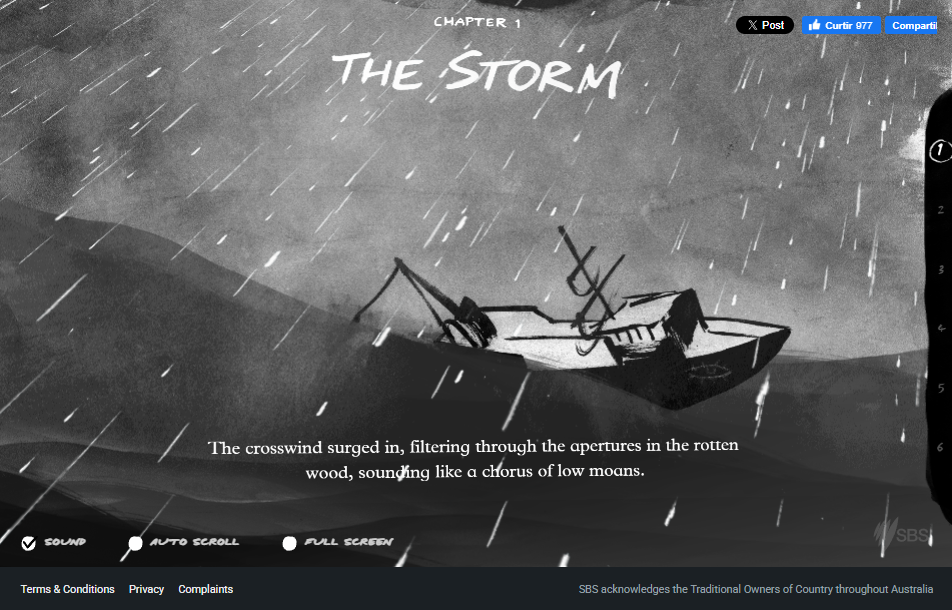 CHAPTER 1
X Post
Curtir 977
Compartil
THE STORM
1
2
3
4
5
6
The crosswind surged in, filtering through the apertures in the rotten
wood, sounding like a chorus of low moans.
SOUND
AUTO SCROLL
FULL SCREEN
SBS
Terms & Conditions Privacy Complaints
SBS acknowledges the Traditional Owners of Country throughout Australia